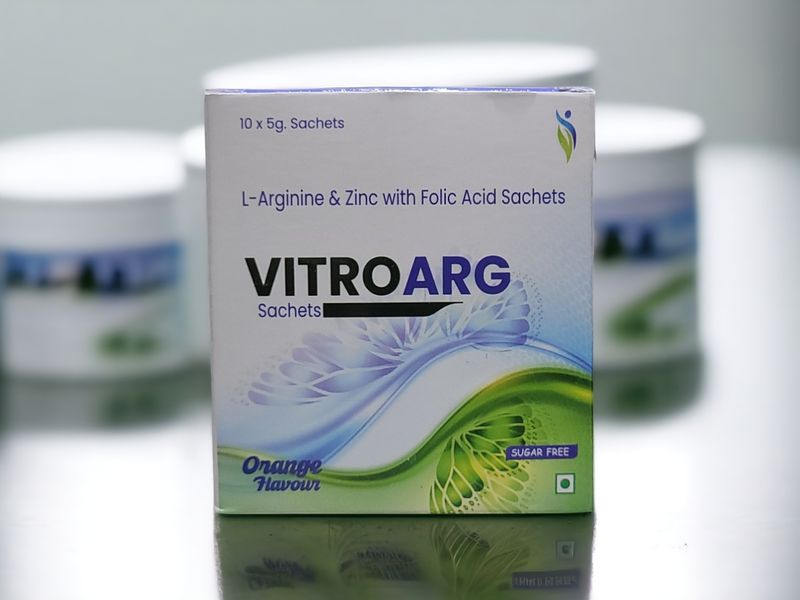 10 x 5g. Sachets
L-Arginine & Zinc with Folic Acid Sachets
VITROARG
Sachets
SUGAR FREE
Orange
Flavour